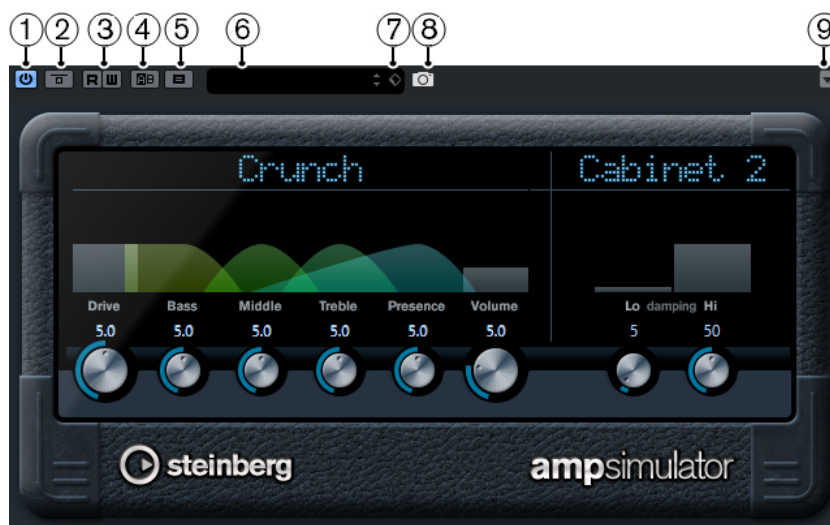 1 2 3 4 5 6 7 8 9
R W A B
Crunch Cabinet 2
Drive Bass Middle Treble Presence Volume Lo damping Hi
5.0 5.0 5.0 5.0 5.0 5.0 5 50
steinberg ampsimulator